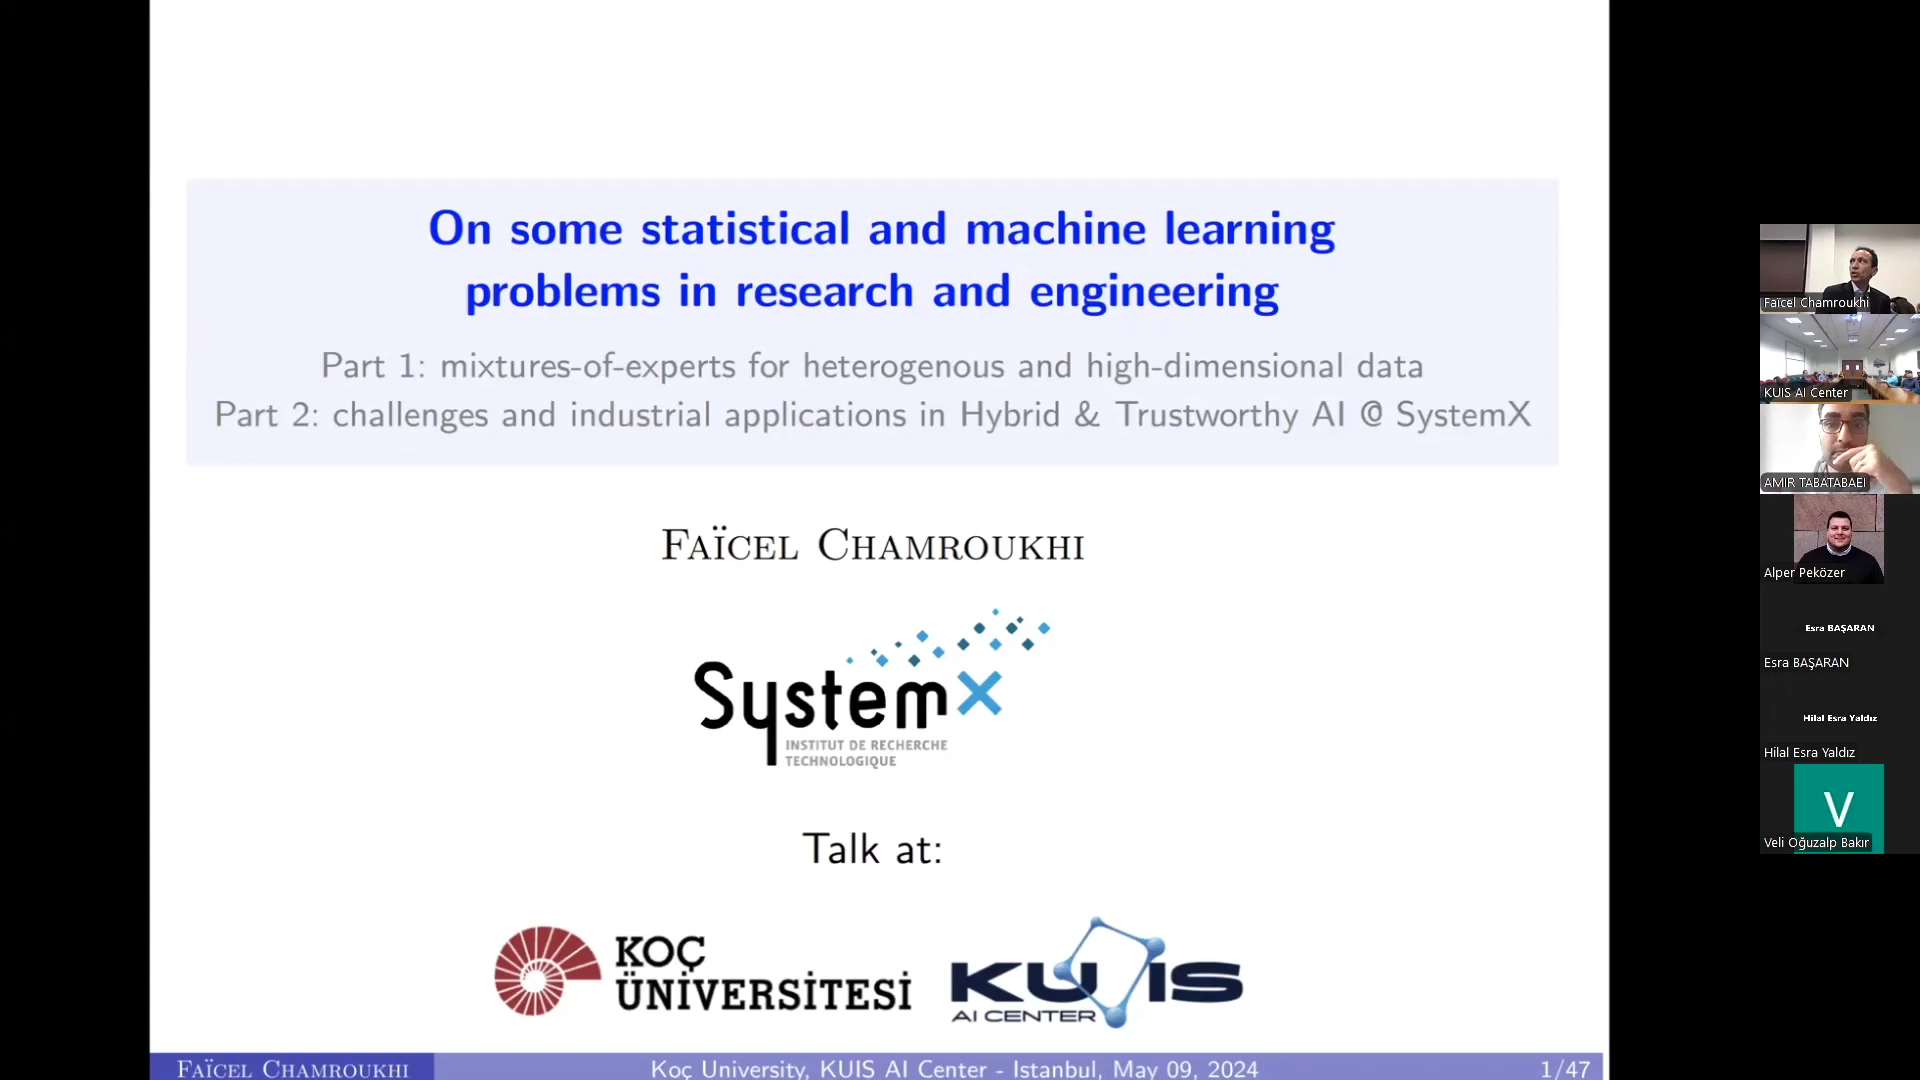 On some statistical and machine learning
problems in research and engineering
Part 1: mixtures-of-experts for heterogenous and high-dimensional data
Part 2: challenges and industrial applications in Hybrid & Trustworthy AI @ SystemX
FAÏCEL CHAMROUKHI
SystemX
INSTITUT DE RECHERCHE
TECHNOLOGIQUE
Talk at:
KOÇ
ÜNİVERSİTESİ
KUIS
AI CENTER
FAÏCEL CHAMROUKHI
Koç University, KUIS AI Center - Istanbul, May 09, 2024
1/47
Faïcel Chamroukhi
KUIS AI Center
AMIR TABATABAEI
Alper Peközer
Esra BAŞARAN
Esra BAŞARAN
Hilal Esra Yaldız
Hilal Esra Yaldız
V
Veli Oğuzalp Bakır